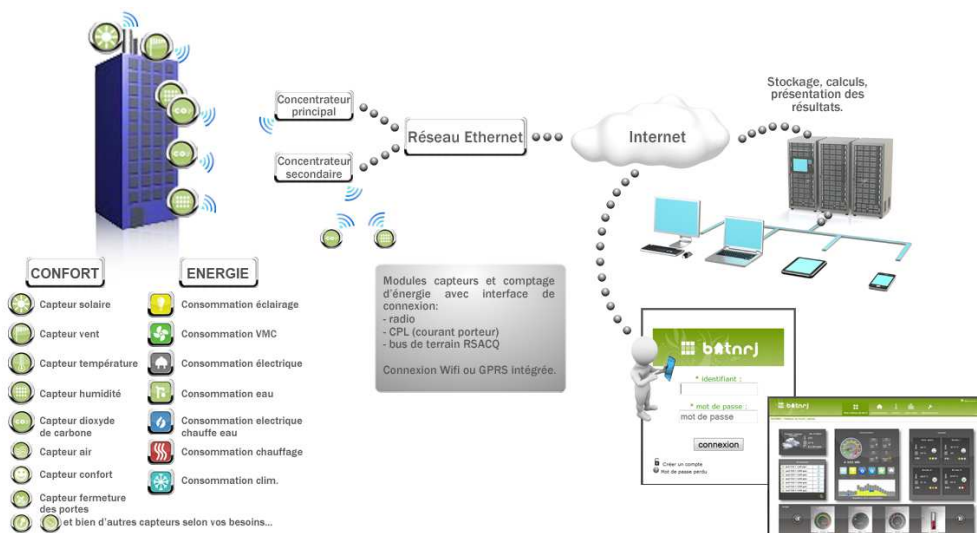 Stockage, calculs,
présentation des
résultats.
Concentrateur
principal
Réseau Ethernet
Internet
Concentrateur
secondaire
CO2
CO2
CO2
CONFORT
ENERGIE
Capteur solaire
Capteur vent
Capteur température
Capteur humidité
CO2
Capteur dioxyde
de carbone
Capteur air
Capteur confort
Capteur fermeture
des portes
et bien d'autres capteurs selon vos besoins...
Consommation éclairage
Consommation VMC
Consommation électrique
Consommation eau
Consommation electrique
chauffe eau
Consommation chauffage
Consommation clim.
Modules capteurs et comptage
d'énergie avec interface de
connexion:
- radio
- CPL (courant porteur)
- bus de terrain RSACQ
Connexion Wifi ou GPRS intégrée.
batnrj
* identifiant :
* mot de passe :
mot de passe
connexion
Créer un compte
Mot de passe perdu
batnrj